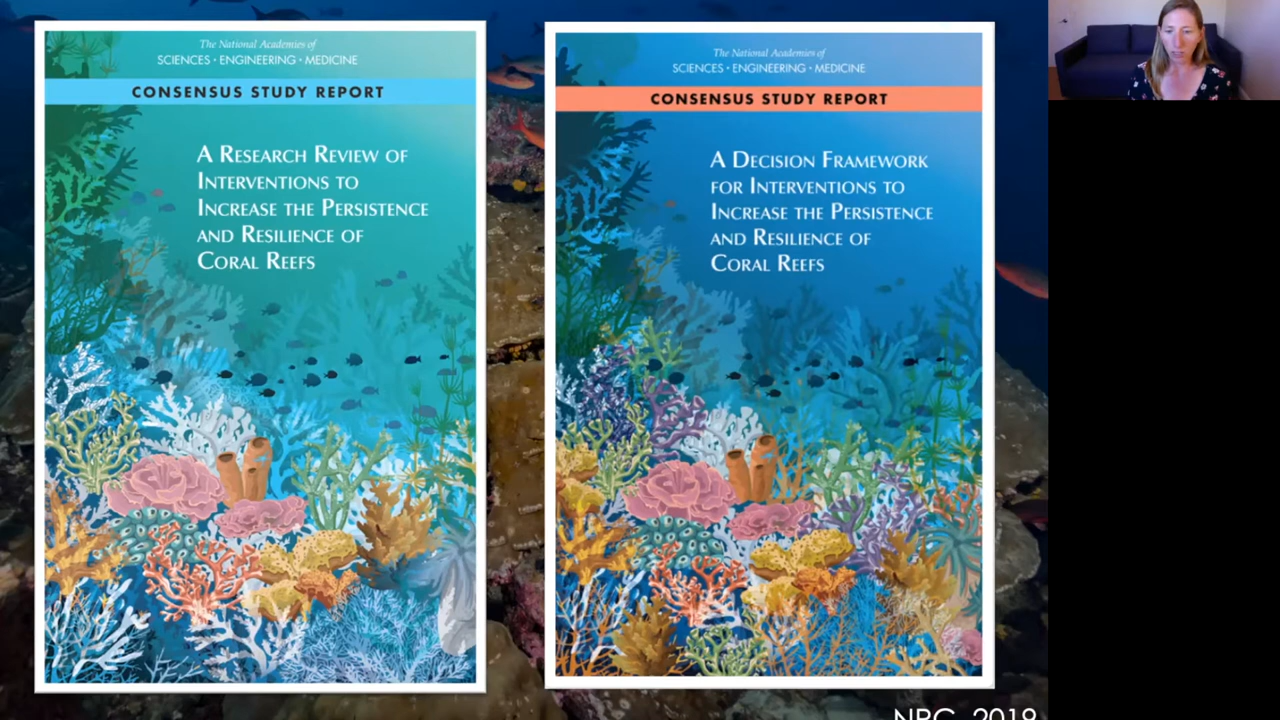 The National Academies of
SCIENCES · ENGINEERING · MEDICINE
CONSENSUS STUDY REPORT
A Research Review of
Interventions to
Increase the Persistence
and Resilience of
Coral Reefs
The National Academies of
SCIENCES · ENGINEERING · MEDICINE
CONSENSUS STUDY REPORT
A Decision Framework
for Interventions to
Increase the Persistence
and Resilience of
Coral Reefs
NRC, 2019